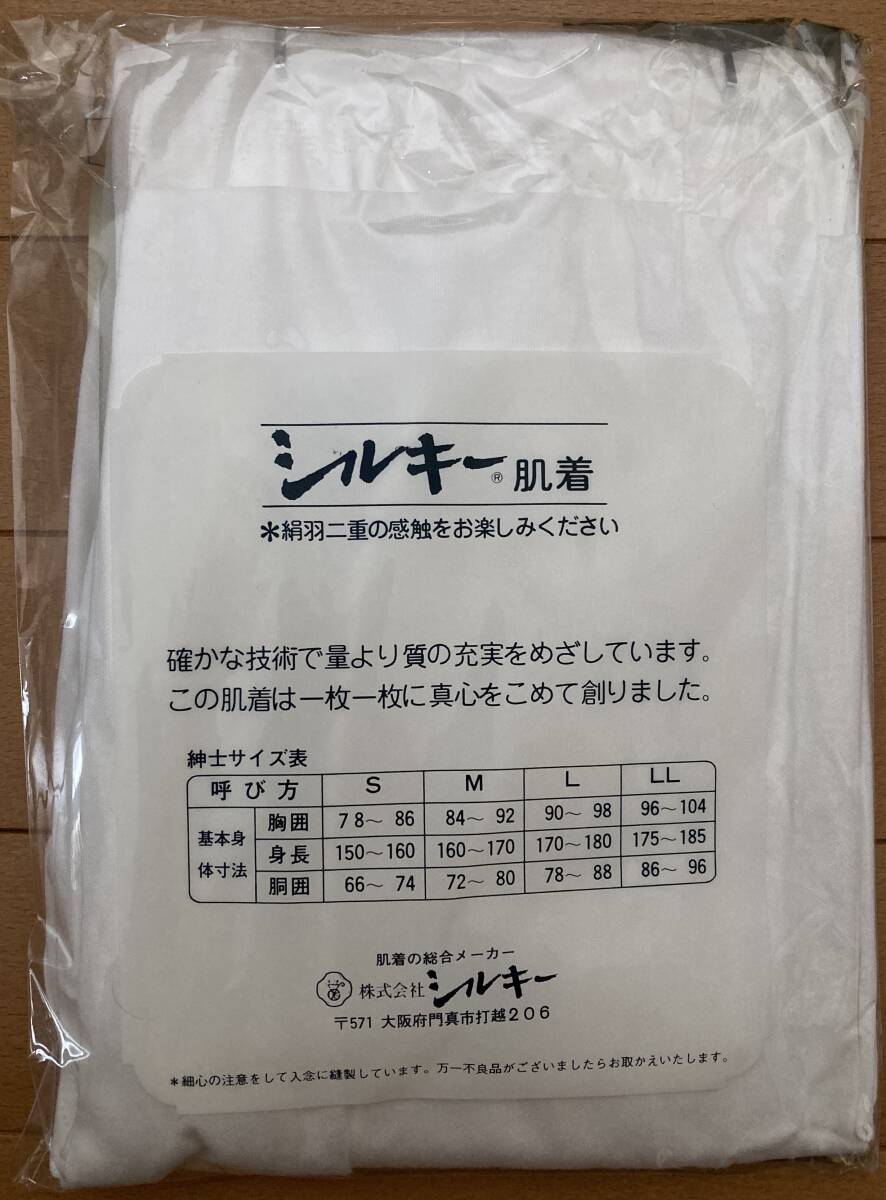 シルキー®肌着
＊絹羽二重の感触をお楽しみください
確かな技術で量より質の充実をめざしています。
この肌着は一枚一枚に真心をこめて創りました。
紳士サイズ表
呼び方 S M L LL
基本身体寸法 胸囲 78～86 84～92 90～98 96～104
身長 150～160 160～170 170～180 175～185
胴囲 66～74 72～80 78～88 86～96
肌着の総合メーカー
株式会社シルキー
〒571 大阪府門真市打越206
＊細心の注意をして入念に縫製しています。万一不良品がございましたらお取かえいたします。